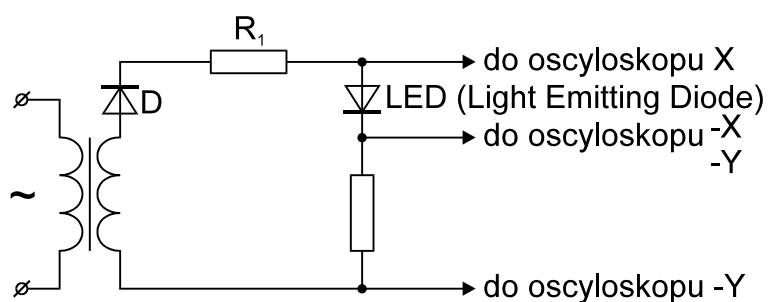 R₁
do oscyloskopu X
D
LED (Light Emitting Diode)
do oscyloskopu -X
-Y
~
do oscyloskopu -Y